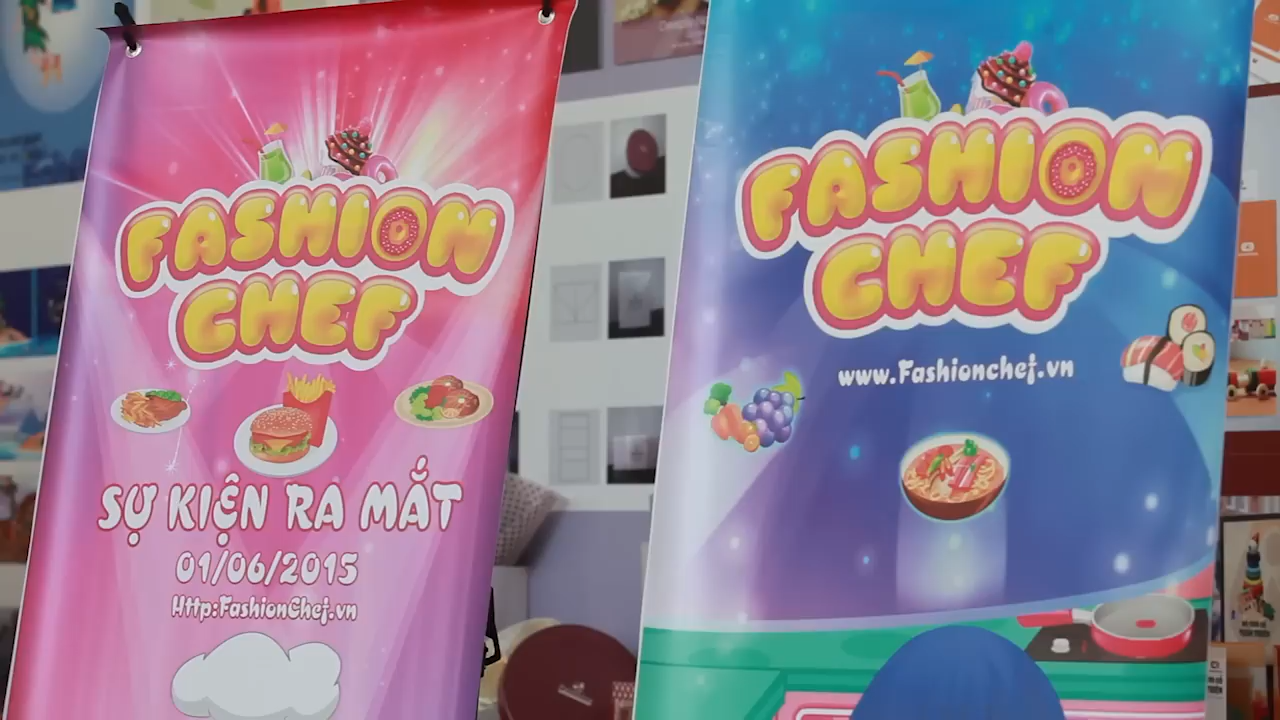 FASHION
CHEF
SỰ KIỆN RA MẮT
01/06/2015
Http:FashionChef.vn
FASHION
CHEF
www.Fashionchef.vn